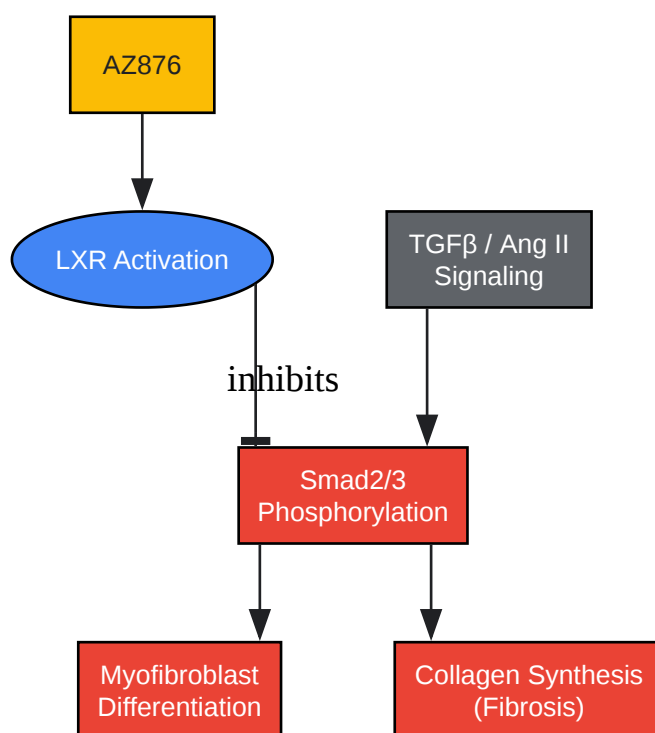 AZ876
LXR Activation
TGFβ / Ang II
Signaling
inhibits
Smad2/3
Phosphorylation
Myofibroblast
Differentiation
Collagen Synthesis
(Fibrosis)